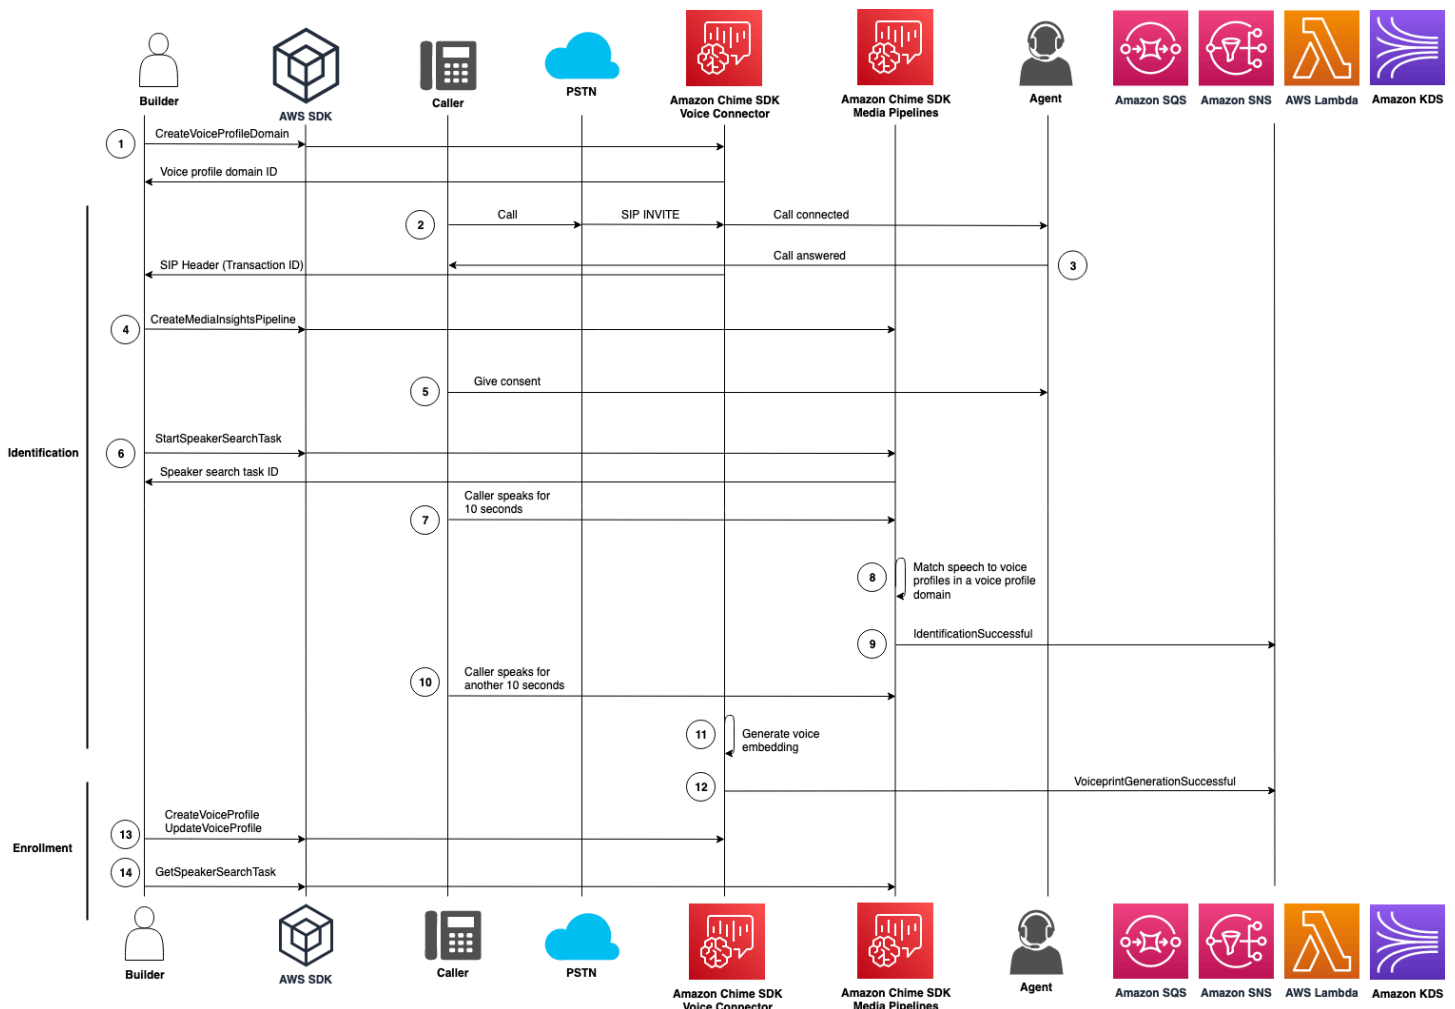 Builder
AWS SDK
Caller
PSTN
Amazon Chime SDK
Voice Connector
Amazon Chime SDK
Media Pipelines
Agent
Amazon SQS
Amazon SNS
AWS Lambda
Amazon KDS
1
CreateVoiceProfileDomain
Voice profile domain ID
2
Call
SIP INVITE
Call connected
Call answered
3
SIP Header (Transaction ID)
4
CreateMediaInsightsPipeline
5
Give consent
Identification
6
StartSpeakerSearchTask
Speaker search task ID
7
Caller speaks for
10 seconds
8
Match speech to voice
profiles in a voice profile
domain
9
IdentificationSuccessful
10
Caller speaks for
another 10 seconds
11
Generate voice
embedding
12
VoiceprintGenerationSuccessful
Enrollment
13
CreateVoiceProfile
UpdateVoiceProfile
14
GetSpeakerSearchTask
Builder
AWS SDK
Caller
PSTN
Amazon Chime SDK
Voice Connector
Amazon Chime SDK
Media Pipelines
Agent
Amazon SQS
Amazon SNS
AWS Lambda
Amazon KDS